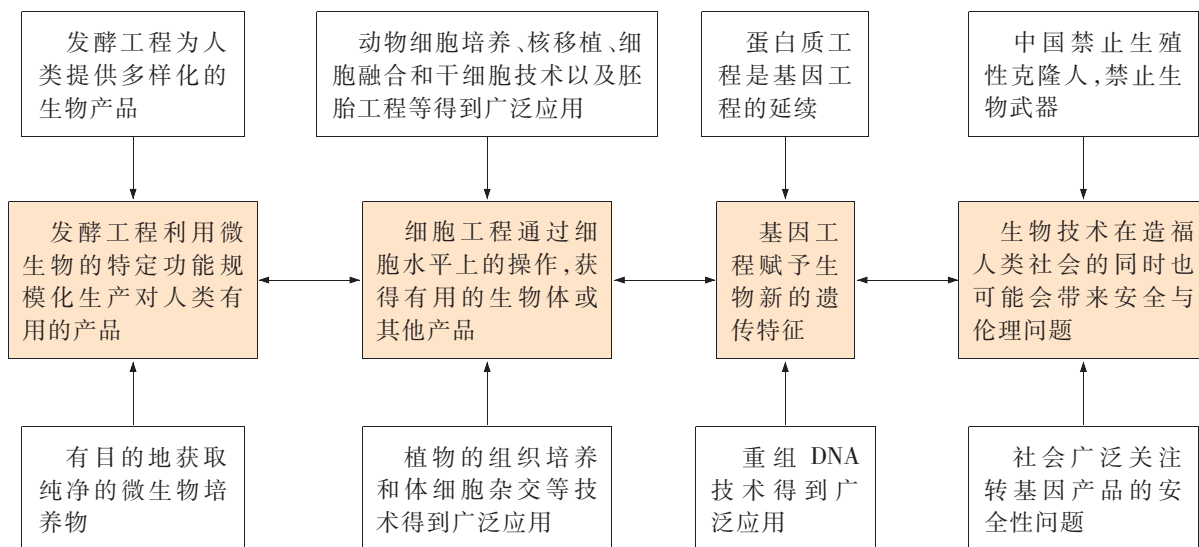 发酵工程为人
类提供多样化的
生物产品
动物细胞培养、核移植、细
胞融合和干细胞技术以及胚
胎工程等得到广泛应用
蛋白质工
程是基因工
程的延续
中国禁止生殖
性克隆人,禁止生
物武器
发酵工程利用微
生物的特定功能规
模化生产对人类有
用的产品
细胞工程通过细
胞水平上的操作,获
得有用的生物体或
其他产品
基因工
程赋予生
物新的遗
传特征
生物技术在造福
人类社会的同时也
可能会带来安全与
伦理问题
有目的地获取
纯净的微生物培
养物
植物的组织培养
和体细胞杂交等技
术得到广泛应用
重组 DNA
技术得到广
泛应用
社会广泛关注
转基因产品的安
全性问题